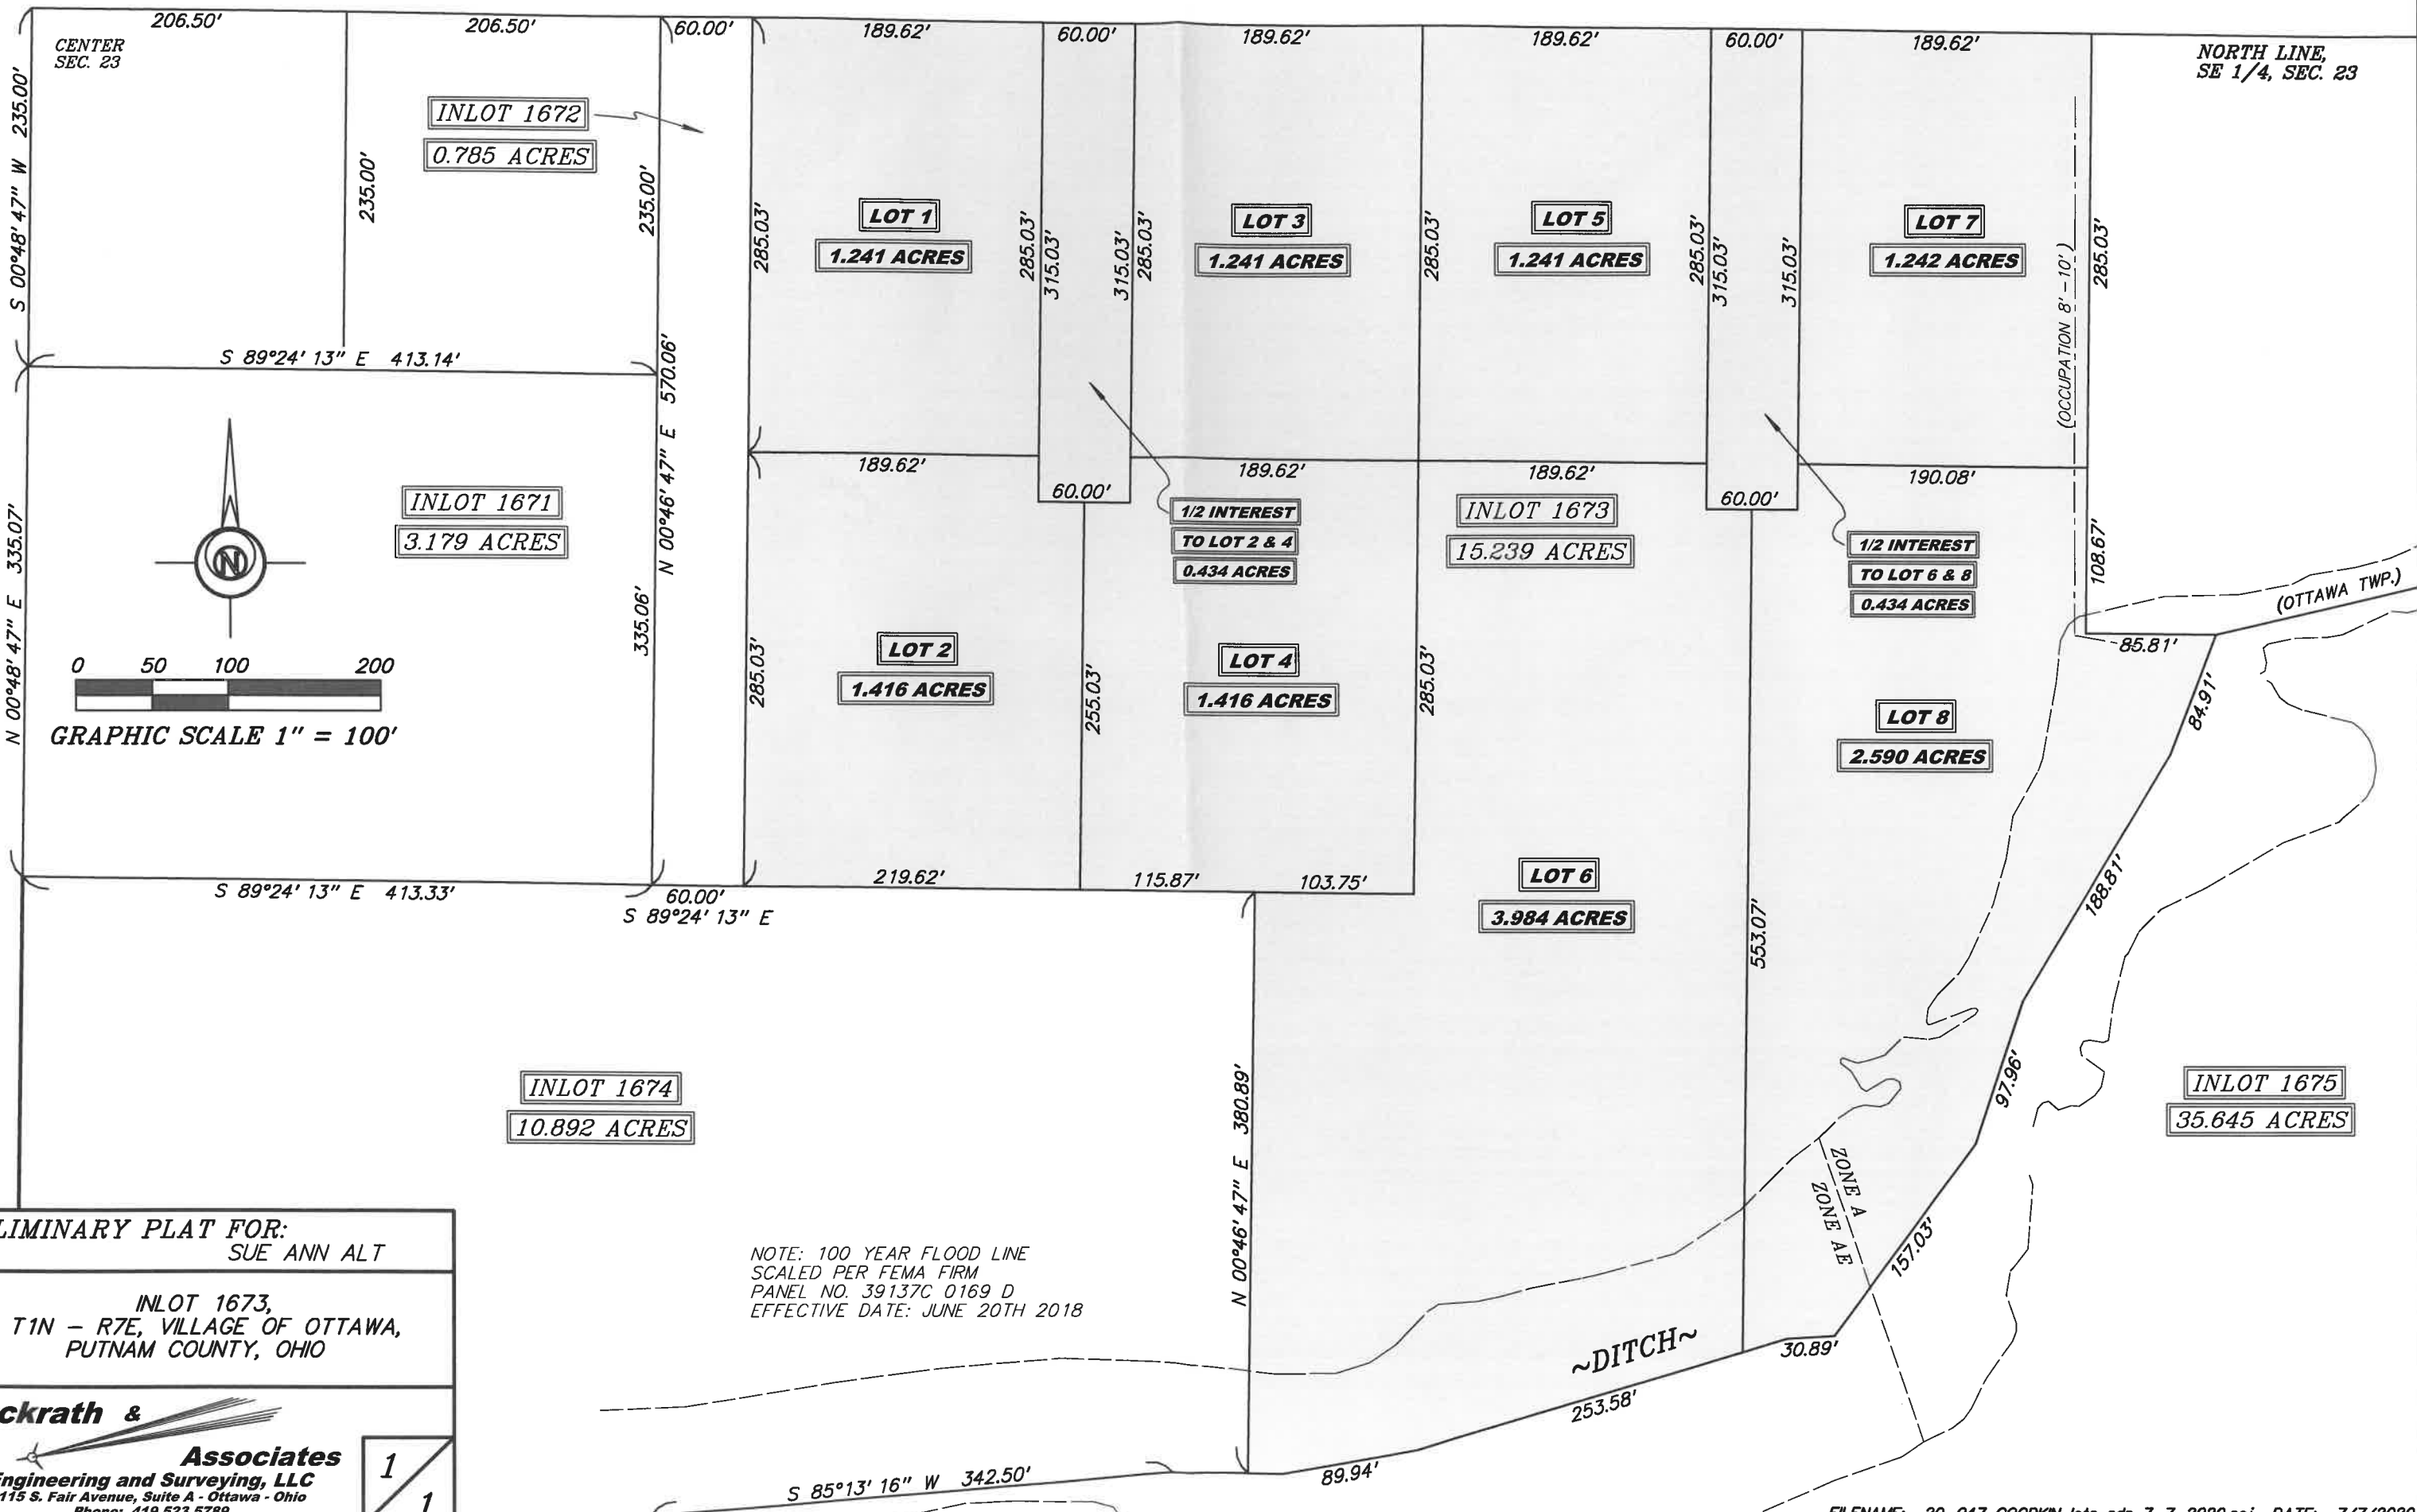 206.50'
206.50'
60.00'
189.62'
60.00'
189.62'
189.62'
60.00'
189.62'
CENTER
SEC. 23
NORTH LINE,
SE 1/4, SEC. 23
S 00°48'47" W 235.00'
235.00'
235.00'
INLOT 1672
0.785 ACRES
285.03'
LOT 1
1.241 ACRES
285.03'
315.03'
315.03'
285.03'
LOT 3
1.241 ACRES
285.03'
LOT 5
1.241 ACRES
285.03'
315.03'
315.03'
LOT 7
1.242 ACRES
(OCCUPATION 8'-10')
285.03'
S 89°24'13" E 413.14'
N 00°46'47" E 570.06'
189.62'
60.00'
189.62'
189.62'
60.00'
190.08'
108.67'
N 00°48'47" E 335.07'
N
INLOT 1671
3.179 ACRES
335.06'
1/2 INTEREST
TO LOT 2 & 4
0.434 ACRES
INLOT 1673
15.239 ACRES
1/2 INTEREST
TO LOT 6 & 8
0.434 ACRES
(OTTAWA TWP.)
85.81'
84.91'
0 50 100 200
GRAPHIC SCALE 1" = 100'
285.03'
LOT 2
1.416 ACRES
255.03'
LOT 4
1.416 ACRES
285.03'
LOT 8
2.590 ACRES
188.81'
S 89°24'13" E 413.33'
60.00'
S 89°24'13" E
219.62'
115.87'
103.75'
LOT 6
3.984 ACRES
553.07'
97.96'
INLOT 1674
10.892 ACRES
N 00°46'47" E 380.89'
INLOT 1675
35.645 ACRES
ZONE A
ZONE AE
157.03'
LIMINARY PLAT FOR:
SUE ANN ALT
INLOT 1673,
T1N - R7E, VILLAGE OF OTTAWA,
PUTNAM COUNTY, OHIO
NOTE: 100 YEAR FLOOD LINE
SCALED PER FEMA FIRM
PANEL NO. 39137C 0169 D
EFFECTIVE DATE: JUNE 20TH 2018
~DITCH~
30.89'
253.58'
89.94'
S 85°13'16" W 342.50'
ckrath &
Associates
Engineering and Surveying, LLC
115 S. Fair Avenue, Suite A - Ottawa - Ohio
Phone: 419.523.5789
1
1